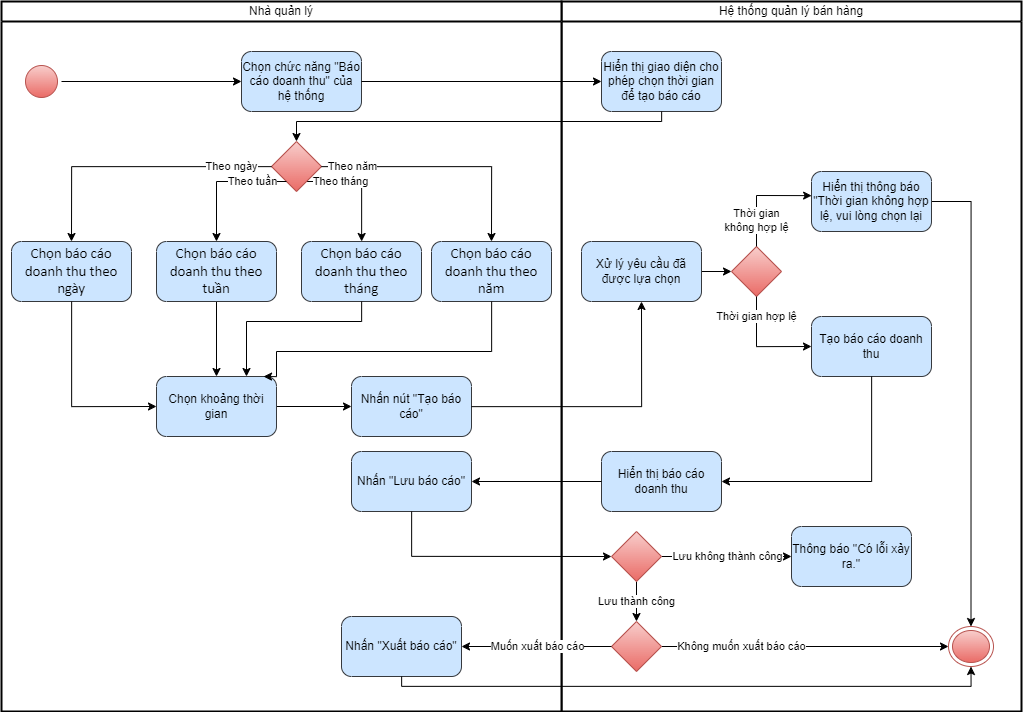 Nhà quản lý
Hệ thống quản lý bán hàng
Chọn chức năng "Báo
cáo doanh thu" của
hệ thống
Hiển thị giao diện cho
phép chọn thời gian
để tạo báo cáo
Theo ngày
Theo năm
Theo tuần
Theo tháng
Chọn báo cáo
doanh thu theo
ngày
Chọn báo cáo
doanh thu theo
tuần
Chọn báo cáo
doanh thu theo
tháng
Chọn báo cáo
doanh thu theo
năm
Xử lý yêu cầu đã
được lựa chọn
Thời gian
không hợp lệ
Hiển thị thông báo
"Thời gian không hợp
lệ, vui lòng chọn lại
Thời gian hợp lệ
Tạo báo cáo doanh
thu
Chọn khoảng thời
gian
Nhấn nút "Tạo báo
cáo"
Nhấn "Lưu báo cáo"
Hiển thị báo cáo
doanh thu
Lưu không thành công
Thông báo "Có lỗi xảy
ra."
Lưu thành công
Nhấn "Xuất báo cáo"
Muốn xuất báo cáo
Không muốn xuất báo cáo